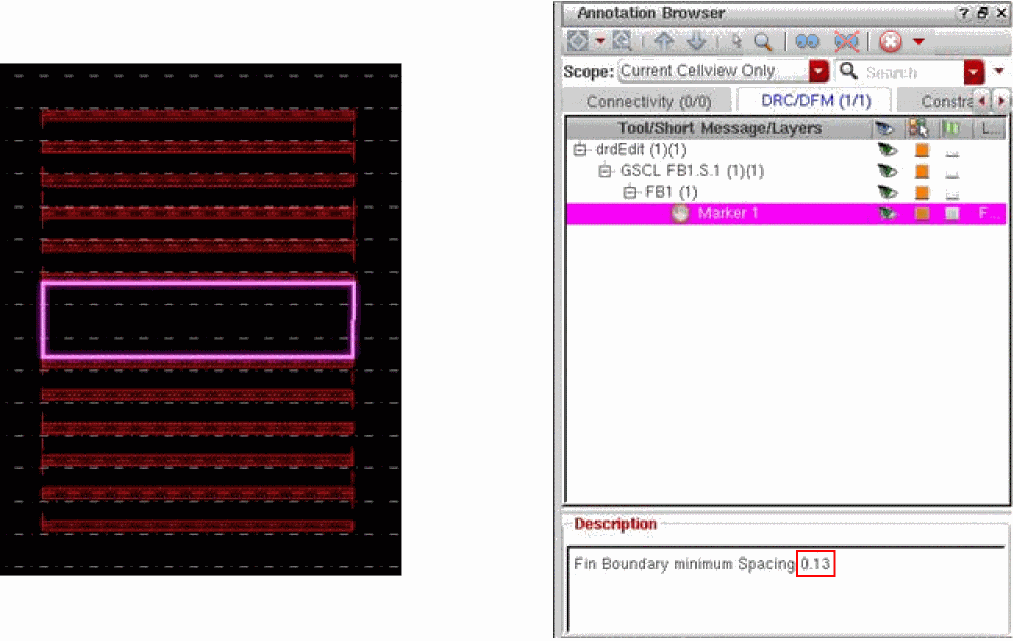 Annotation Browser
Scope: Current Cellview Only Search
Connectivity (0/0) DRC/DFM (1/1) Constra
Tool/Short Message/Layers L...
drdEdit (1)(1)
GSCL FB1.S.1 (1)(1)
FB1 (1)
Marker 1 F...
Description
Fin Boundary minimum Spacing 0.13